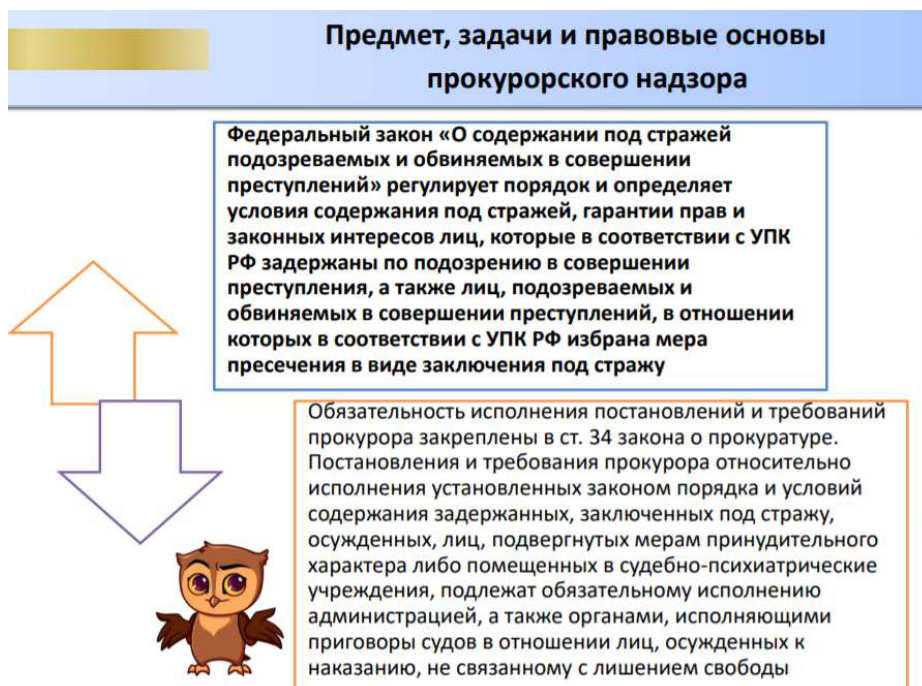 Предмет, задачи и правовые основы
прокурорского надзора
Федеральный закон «О содержании под стражей
подозреваемых и обвиняемых в совершении
преступлений» регулирует порядок и определяет
условия содержания под стражей, гарантии прав и
законных интересов лиц, которые в соответствии с УПК
РФ задержаны по подозрению в совершении
преступления, а также лиц, подозреваемых и
обвиняемых в совершении преступлений, в отношении
которых в соответствии с УПК РФ избрана мера
пресечения в виде заключения под стражу
Обязательность исполнения постановлений и требований
прокурора закреплены в ст. 34 закона о прокуратуре.
Постановления и требования прокурора относительно
исполнения установленных законом порядка и условий
содержания задержанных, заключенных под стражу,
осужденных, лиц, подвергнутых мерам принудительного
характера либо помещенных в судебно-психиатрические
учреждения, подлежат обязательному исполнению
администрацией, а также органами, исполняющими
приговоры судов в отношении лиц, осужденных к
наказанию, не связанному с лишением свободы